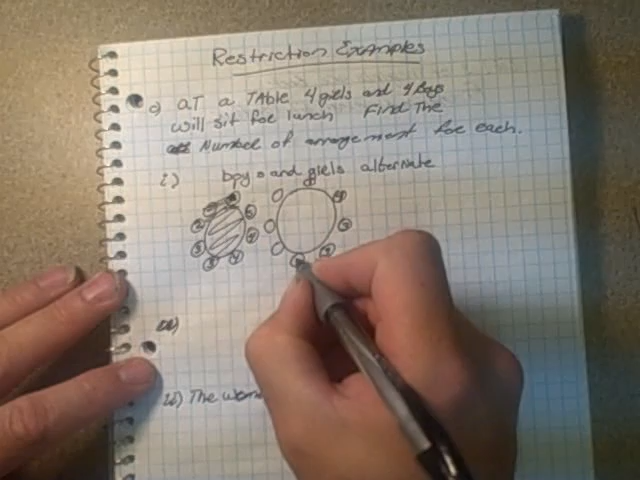 Restriction Examples
c) aT a Table 4 girls and 4 Boys
will sit for lunch Find The
Number of arrangement for each.
i) boys and girls alternate
ii) The wom